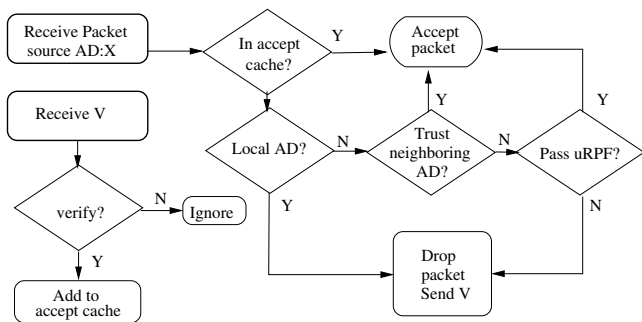 Receive Packet
source AD:X
In accept
cache?
Y
Accept
packet
Receive V
Local AD?
N
Trust
neighboring
AD?
Y
N
Pass uRPF?
Y
verify?
N
Ignore
Y
N
Y
Add to
accept cache
Drop
packet
Send V